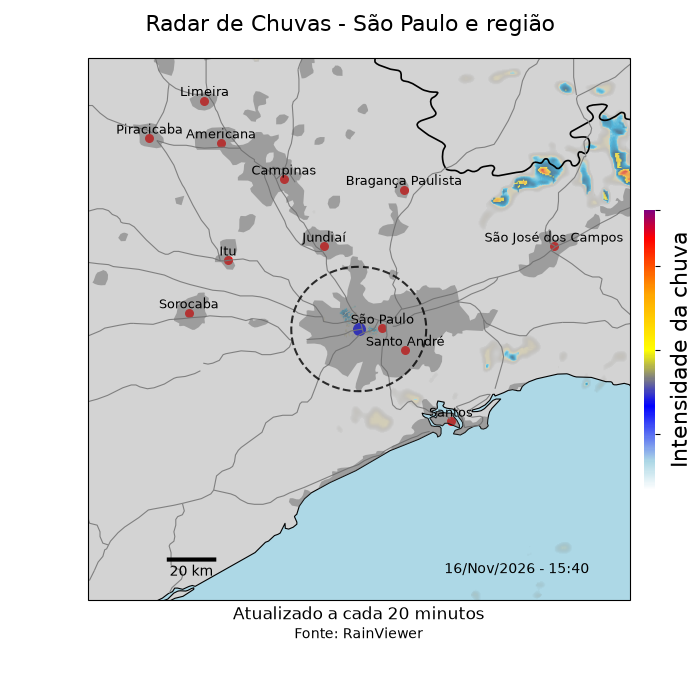 Radar de Chuvas - São Paulo e região
Limeira
Piracicaba
Americana
Campinas
Bragança Paulista
Jundiaí
São José dos Campos
Itu
Sorocaba
São Paulo
Santo André
Santos
Intensidade da chuva
20 km
16/Nov/2026 - 15:40
Atualizado a cada 20 minutos
Fonte: RainViewer